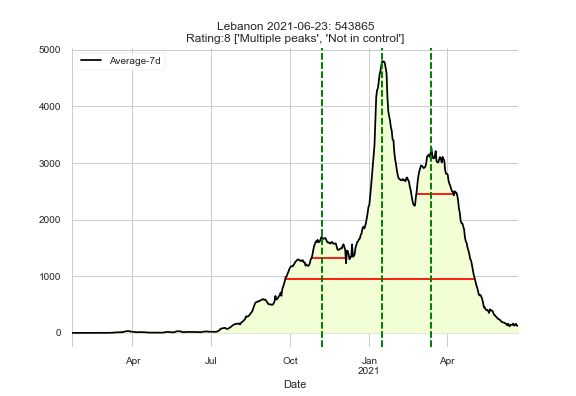 Lebanon 2021-06-23: 543865
Rating:8 ['Multiple peaks', 'Not in control']
Average-7d
5000
4000
3000
2000
1000
0
Apr
Jul
Oct
Jan
2021
Apr
Date